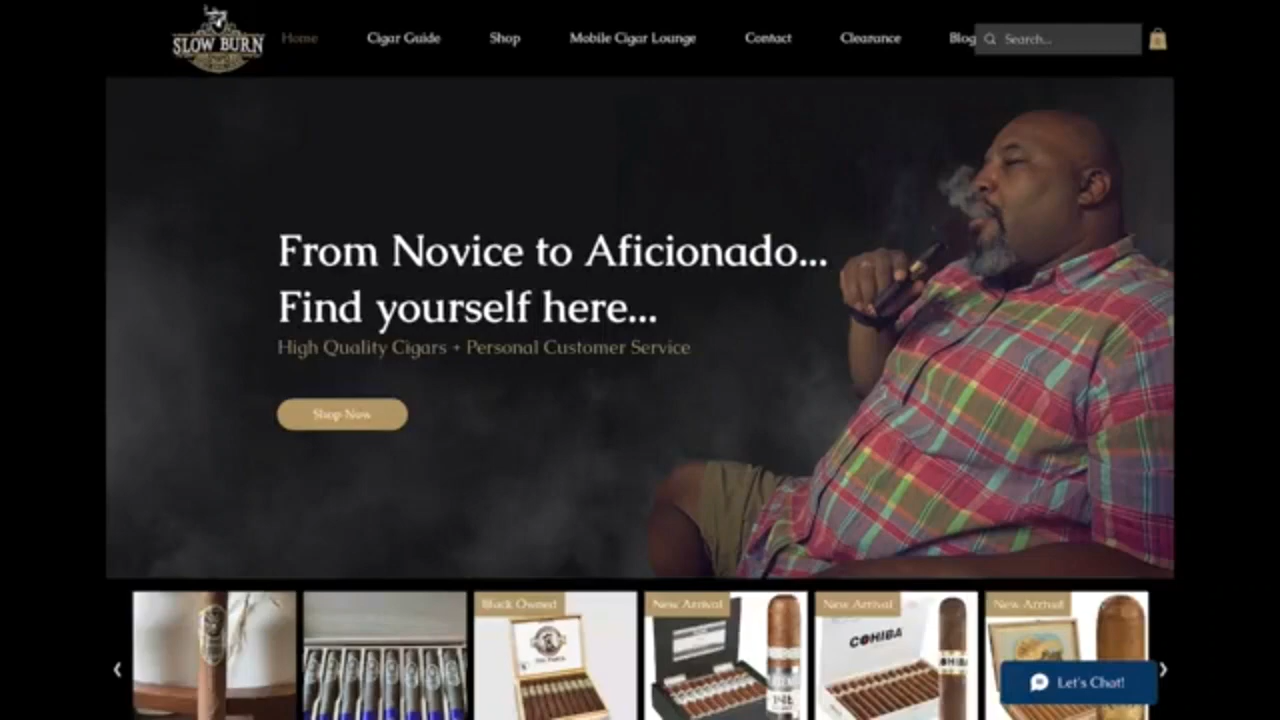 SLOW BURN
Home
Cigar Guide
Shop
Mobile Cigar Lounge
Contact
Clearance
Blog
Search...
From Novice to Aficionado...
Find yourself here...
High Quality Cigars + Personal Customer Service
Shop Now
Black Owned
New Arrival
New Arrival
New Arrival
COHIBA
Let's Chat!